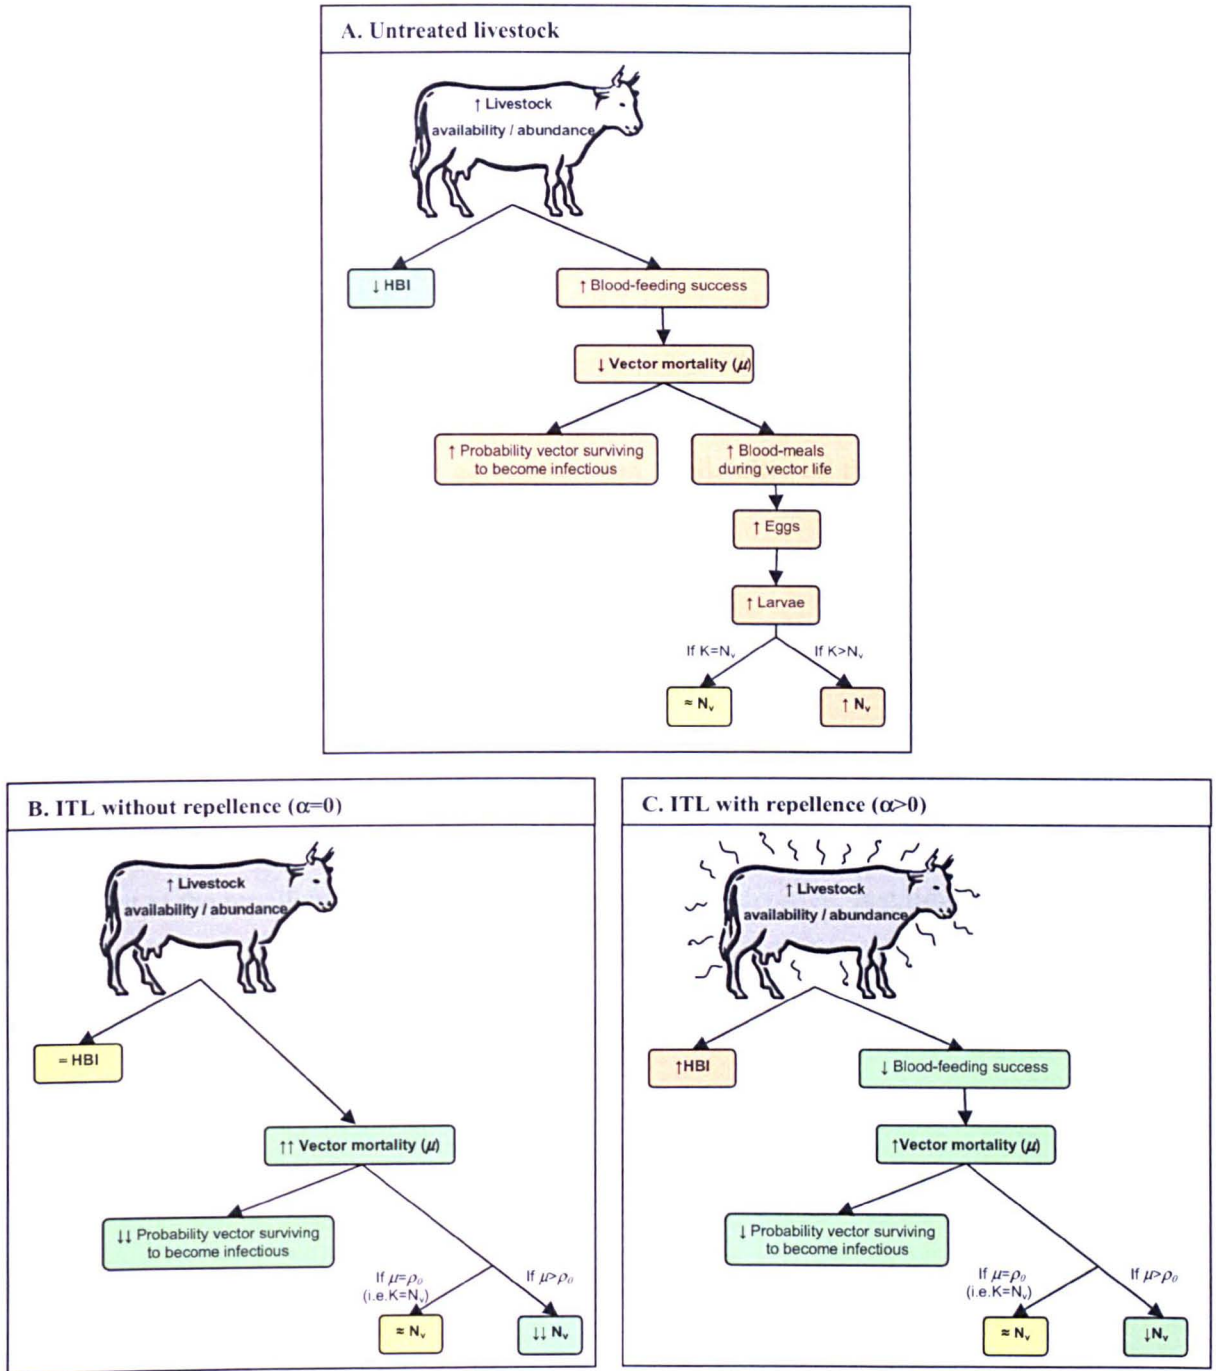 A. Untreated livestock
↑ Livestock
availability / abundance
↓ HBI
↑ Blood-feeding success
↓ Vector mortality (μ)
↑ Probability vector surviving
to become infectious
↑ Blood-meals
during vector life
↑ Eggs
↑ Larvae
If K=Nᵥ
If K>Nᵥ
≈ Nᵥ
↑ Nᵥ
B. ITL without repellence (α=0)
↑ Livestock
availability / abundance
= HBI
↑↑ Vector mortality (μ)
↓↓ Probability vector surviving
to become infectious
If μ=ρ₀
(i.e.K=Nᵥ)
If μ>ρ₀
≈ Nᵥ
↓↓ Nᵥ
C. ITL with repellence (α>0)
↑ Livestock
availability / abundance
↑HBI
↓ Blood-feeding success
↑Vector mortality (μ)
↓ Probability vector surviving
to become infectious
If μ=ρ₀
(i.e.K=Nᵥ)
If μ>ρ₀
≈ Nᵥ
↓Nᵥ